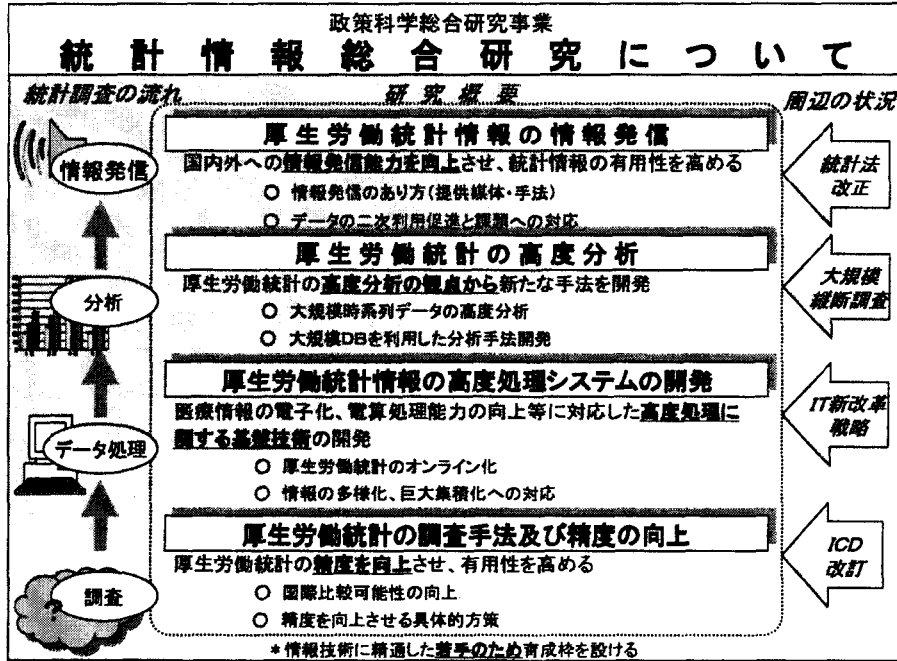 政策科学総合研究事業
統計情報総合研究について
統計調査の流れ
研究概要
周辺の状況
情報発信
厚生労働統計情報の情報発信
国内外への情報発信能力を向上させ、統計情報の有用性を高める
○ 情報発信のあり方(提供媒体・手法)
○ データの二次利用促進と課題への対応
統計法
改正
分析
厚生労働統計の高度分析
厚生労働統計の高度分析の観点から新たな手法を開発
○ 大規模時系列データの高度分析
○ 大規模DBを利用した分析手法開発
大規模
縦断調査
データ処理
厚生労働統計情報の高度処理システムの開発
医療情報の電子化、電算処理能力の向上等に対応した高度処理に
関する基盤技術の開発
○ 厚生労働統計のオンライン化
○ 情報の多様化、巨大集積化への対応
IT新改革
戦略
?
調査
厚生労働統計の調査手法及び精度の向上
厚生労働統計の精度を向上させ、有用性を高める
○ 国際比較可能性の向上
○ 精度を向上させる具体的方策
ICD
改訂
*情報技術に精通した若手のため育成枠を設ける